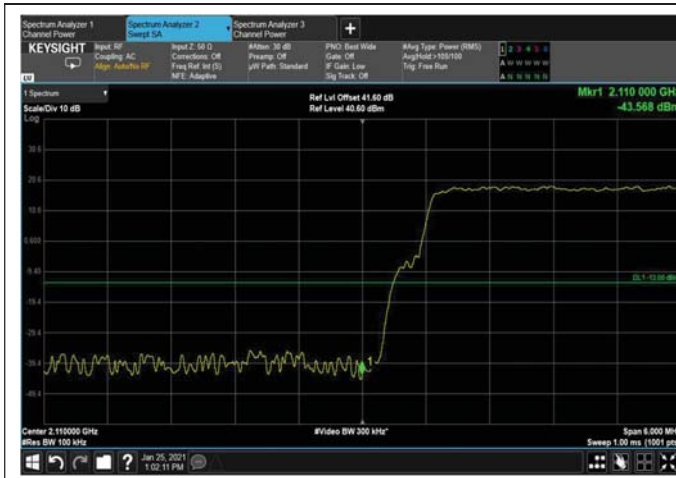 Spectrum Analyzer 1
Channel Power
Spectrum Analyzer 2
Swept SA
Spectrum Analyzer 3
Channel Power
KEYSIGHT
Input: RF
Coupling: AC
Align: Auto/No RF
Input Z: 50 Ω
Corrections: Off
Freq Ref: Int (S)
NFE: Adaptive
#Atten: 30 dB
Preamp: Off
µW Path: Standard
PNO: Best Wide
Gate: Off
IF Gain: Low
Sig Track: Off
#Avg Type: Power (RMS)
Avg|Hold:>100/100
Trig: Free Run
1 2 3 4 5 6
A W W W W W
A N N N N N
LXI
1 Spectrum
Scale/Div 10 dB
Log
Ref Lvl Offset 41.60 dB
Ref Level 40.60 dBm
Mkr1 2.110 000 GHz
-43.568 dBm
30.6
20.6
10.6
0.600
-9.40
-19.4
-29.4
-39.4
-49.4
DL1 -13.00 dBm
1
Center 2.110000 GHz
#Res BW 100 kHz
#Video BW 300 kHz*
Span 6.000 MHz
Sweep 1.00 ms (1001 pts)
Jan 25, 2021
1:02:11 PM